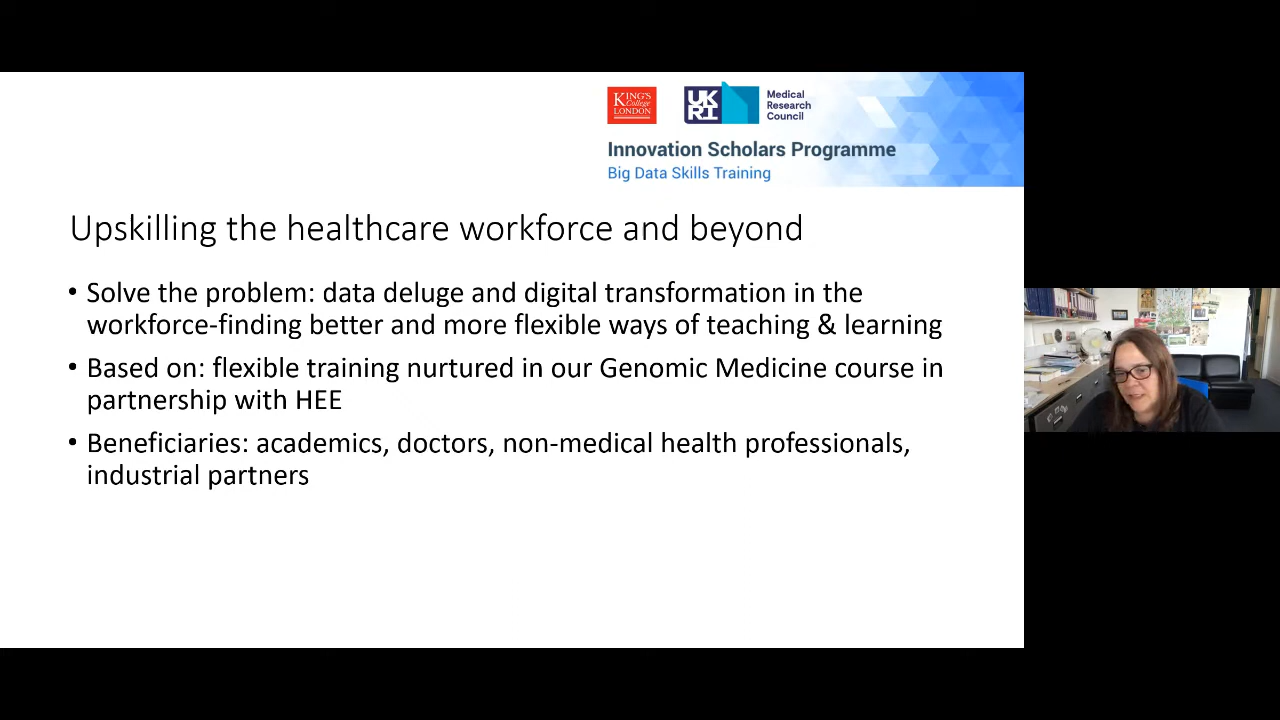 KING'S
College
LONDON
UK
RI
Medical
Research
Council
Innovation Scholars Programme
Big Data Skills Training
Upskilling the healthcare workforce and beyond
• Solve the problem: data deluge and digital transformation in the
workforce-finding better and more flexible ways of teaching & learning
• Based on: flexible training nurtured in our Genomic Medicine course in
partnership with HEE
• Beneficiaries: academics, doctors, non-medical health professionals,
industrial partners